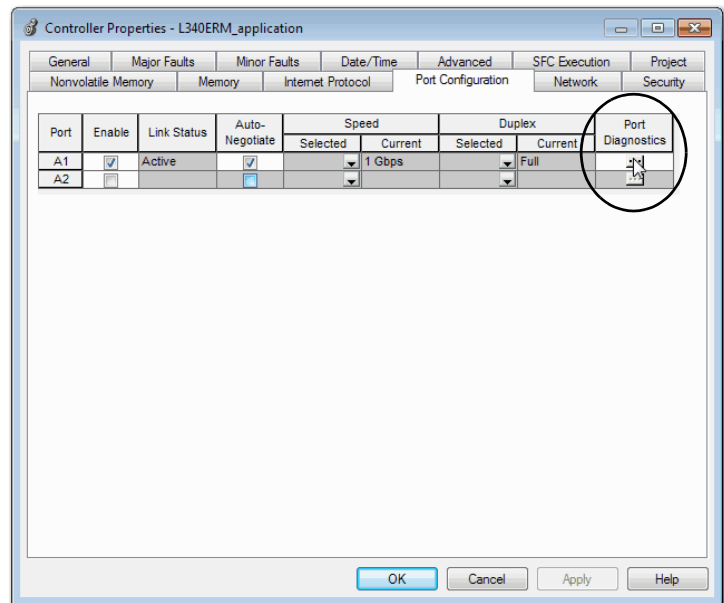 Controller Properties - L340ERM_application
General Major Faults Minor Faults Date/Time Advanced SFC Execution Project
Nonvolatile Memory Memory Internet Protocol Port Configuration Network Security
Port Enable Link Status Auto-Negotiate Speed Duplex Port Diagnostics
Selected Current Selected Current
A1 Active 1 Gbps Full ...
A2 ...
OK Cancel Apply Help